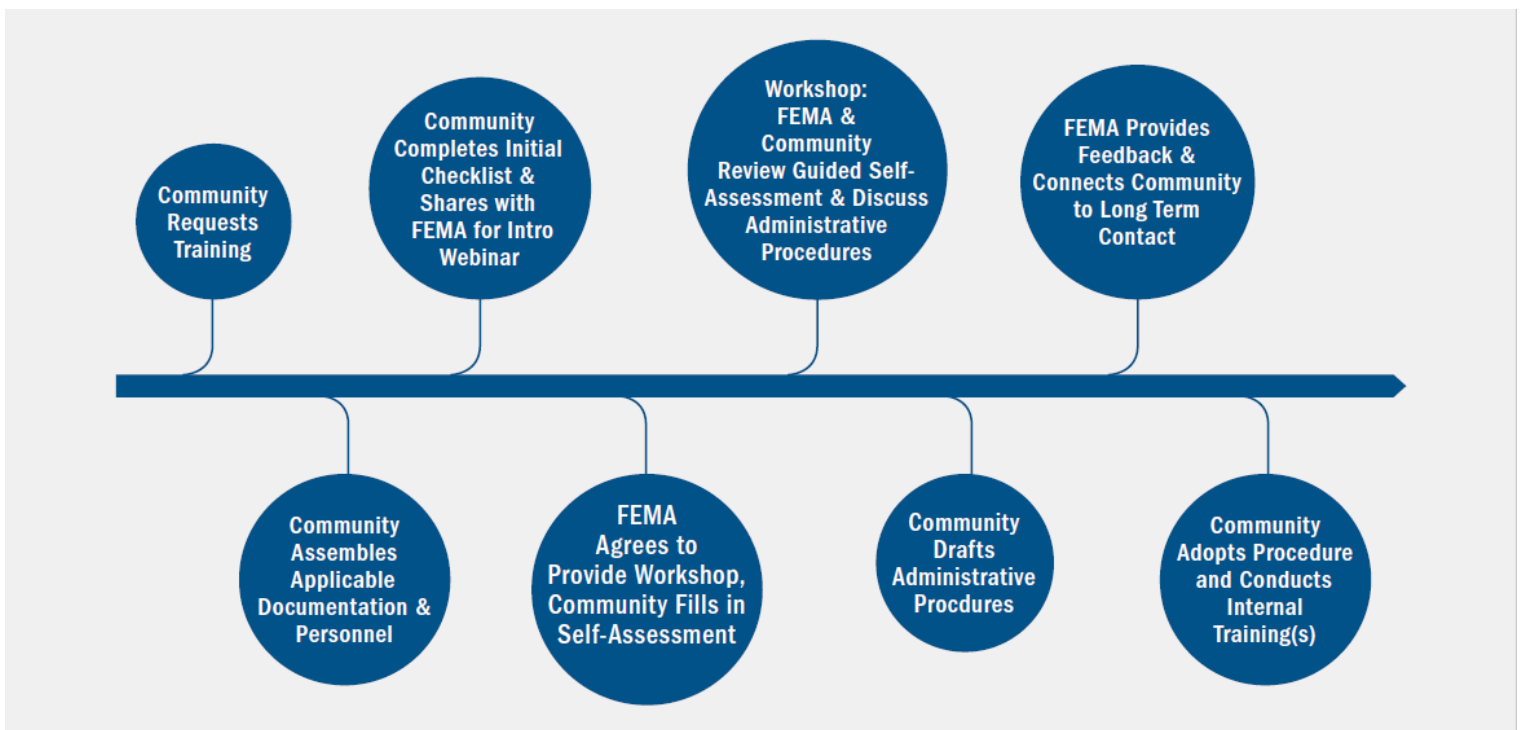 Community
Requests
Training
Community
Assembles
Applicable
Documentation &
Personnel
Community
Completes Initial
Checklist &
Shares with
FEMA for Intro
Webinar
FEMA
Agrees to
Provide Workshop,
Community Fills in
Self-Assessment
Workshop:
FEMA &
Community
Review Guided Self-
Assessment & Discuss
Administrative
Procedures
Community
Drafts
Administrative
Procdures
FEMA Provides
Feedback &
Connects Community
to Long Term
Contact
Community
Adopts Procedure
and Conducts
Internal
Training(s)